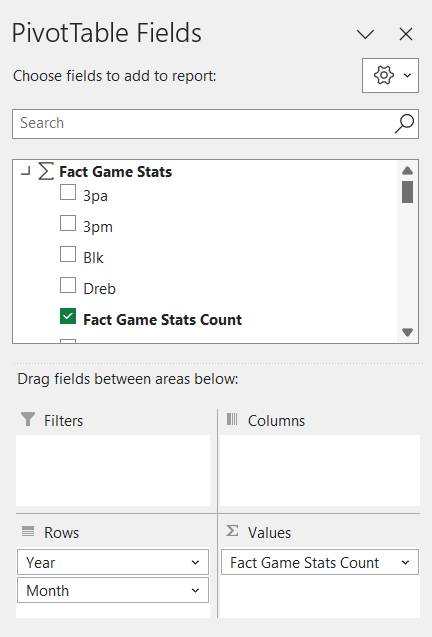 PivotTable Fields
Choose fields to add to report:
Search
Fact Game Stats
3pa
3pm
Blk
Dreb
Fact Game Stats Count
Drag fields between areas below:
Filters
Columns
Rows
Values
Year
Fact Game Stats Count
Month